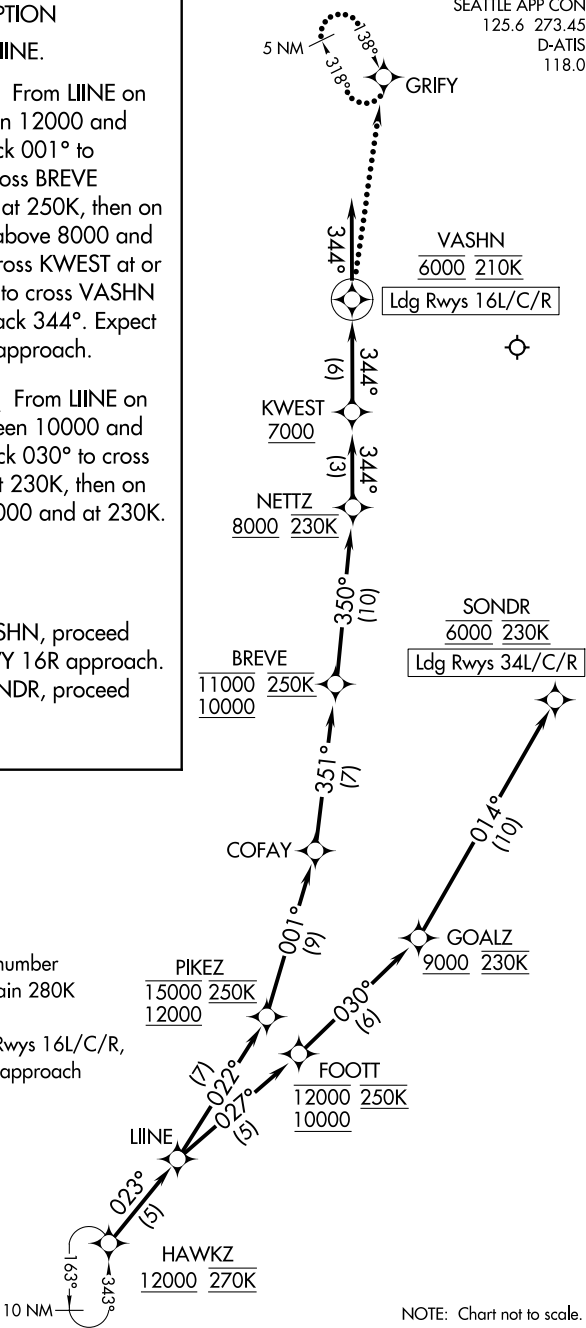 PTION
IINE.
From LIINE on
n 12000 and
ck 001° to
oss BREVE
at 250K, then on
above 8000 and
ross KWEST at or
to cross VASHN
ack 344°. Expect
approach.
From LIINE on
een 10000 and
ck 030° to cross
t 230K, then on
000 and at 230K.
SHN, proceed
VY 16R approach.
NDR, proceed
SEATTLE APP CON
125.6 273.45
D-ATIS
118.0
5 NM
138°
318°
GRIFY
344°
VASHN
6000 210K
Ldg Rwys 16L/C/R
344°
(6)
KWEST
7000
344°
(3)
NETTZ
8000 230K
350°
(10)
SONDR
6000 230K
Ldg Rwys 34L/C/R
BREVE
11000 250K
10000
351°
(7)
014°
(10)
COFAY
001°
(9)
GOALZ
9000 230K
number
ain 280K
Rwys 16L/C/R,
approach
PIKEZ
15000 250K
12000
030°
(6)
FOOTT
12000 250K
10000
022°
(7)
027°
(5)
LIINE
023°
(5)
HAWKZ
12000 270K
163°
343°
10 NM
NOTE: Chart not to scale.